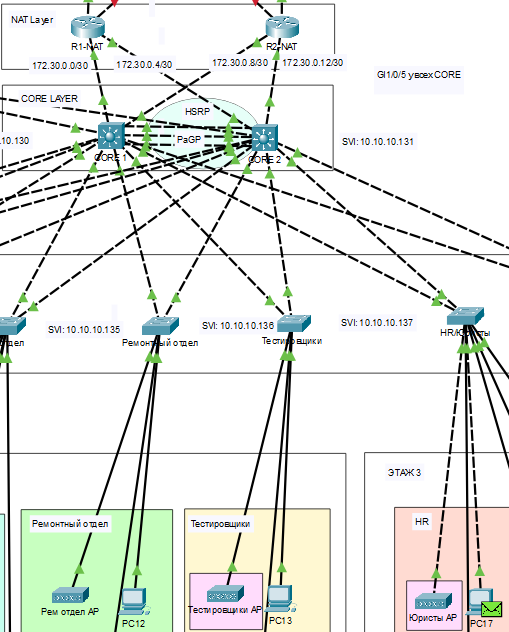 NAT Layer
R1-NAT
R2-NAT
172.30.0.0/30
172.30.0.4/30
172.30.0.8/30
172.30.0.12/30
GI1/0/5 у всех CORE
CORE LAYER
HSRP
.10.130
PaGP
SVI: 10.10.10.131
CORE 1
CORE 2
SVI: 10.10.10.135
SVI: 10.10.10.136
SVI: 10.10.10.137
отдел
Ремонтный отдел
Тестировщики
HR/Юристы
ЭТАЖ 3
Ремонтный отдел
Тестировщики
HR
Рем отдел AP
PC12
Тестировщики AP
PC13
Юристы AP
PC17